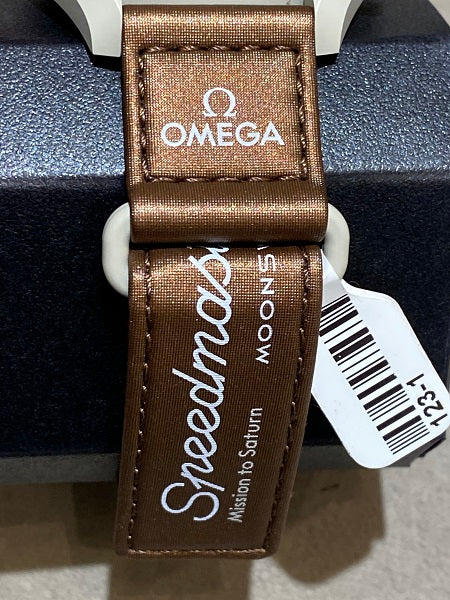 Ω
OMEGA
Speedmas
MOONS
Mission to Saturn
123-1